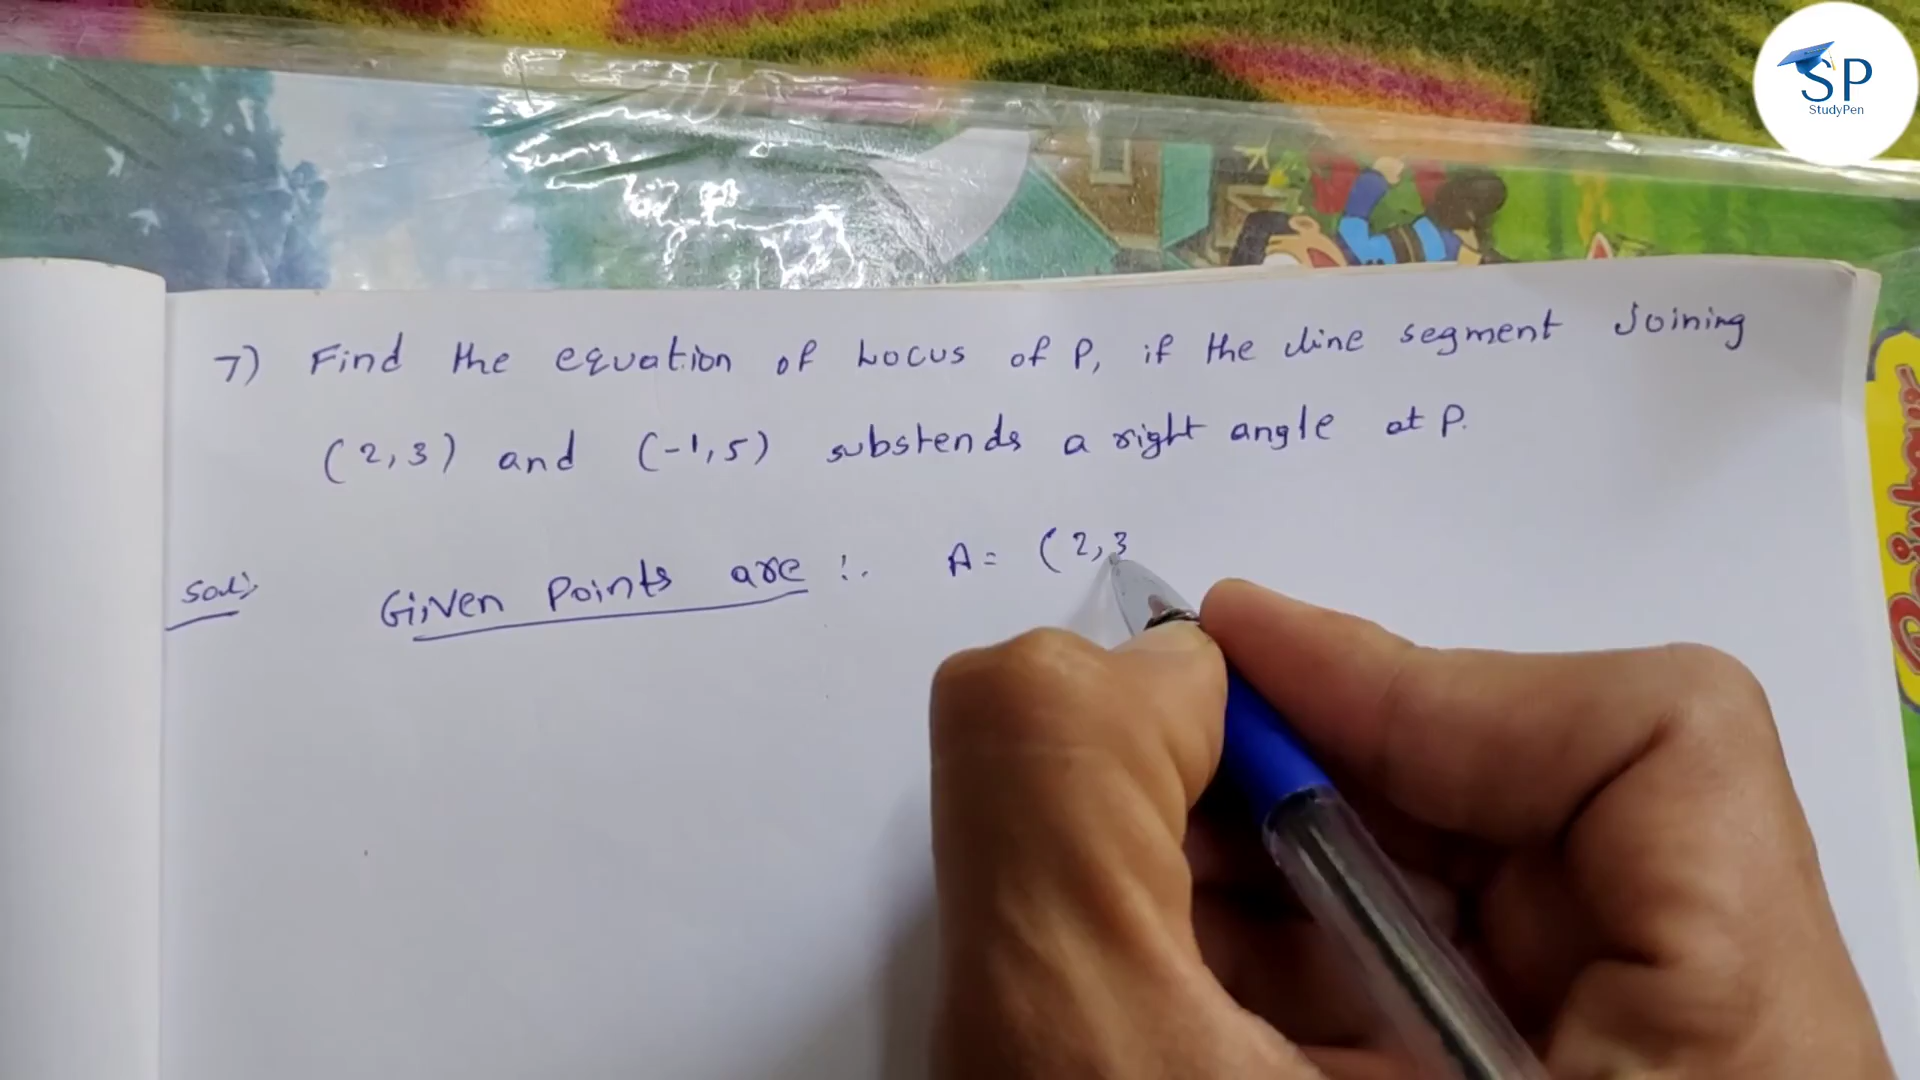 SP
StudyPen
7) Find the equation of Locus of P, if the line segment Joining
(2,3) and (-1,5) substends a right angle at P.
Sol:
Given Points are :. A = (2,3
Rainbow